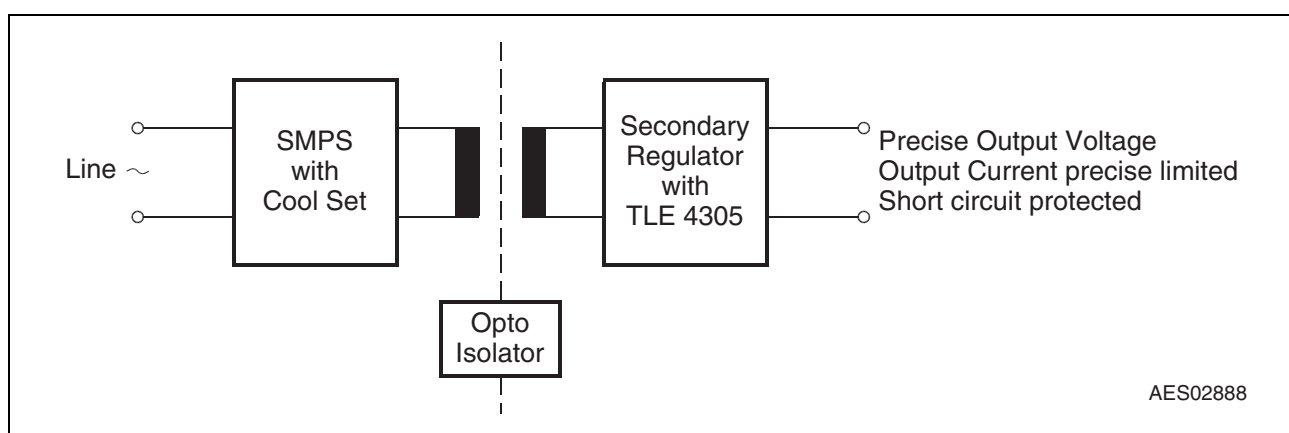 Line ~
SMPS
with
Cool Set
Secondary
Regulator
with
TLE 4305
Precise Output Voltage
Output Current precise limited
Short circuit protected
Opto
Isolator
AES02888